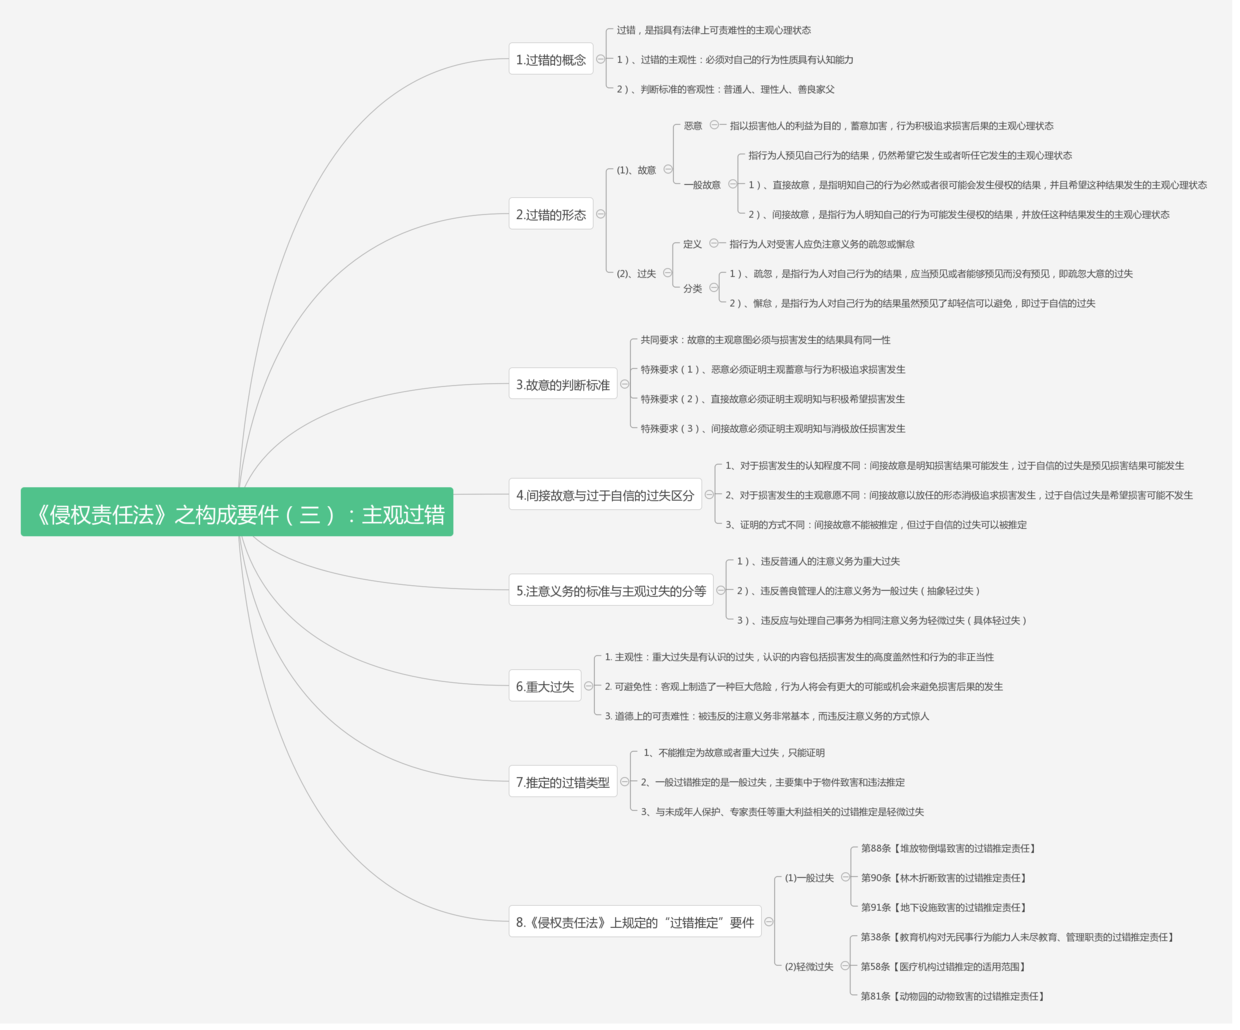 《侵权责任法》之构成要件（三）：主观过错
1.过错的概念
过错，是指具有法律上可责难性的主观心理状态
1）、过错的主观性：必须对自己的行为性质具有认知能力
2）、判断标准的客观性：普通人、理性人、善良家父
2.过错的形态
(1)、故意
恶意
指以损害他人的利益为目的，蓄意加害，行为积极追求损害后果的主观心理状态
一般故意
指行为人预见自己行为的结果，仍然希望它发生或者听任它发生的主观心理状态
1）、直接故意，是指明知自己的行为必然或者很可能会发生侵权的结果，并且希望这种结果发生的主观心理状态
2）、间接故意，是指行为人明知自己的行为可能发生侵权的结果，并放任这种结果发生的主观心理状态
(2)、过失
定义
指行为人对受害人应负注意义务的疏忽或懈怠
分类
1）、疏忽，是指行为人对自己行为的结果，应当预见或者能够预见而没有预见，即疏忽大意的过失
2）、懈怠，是指行为人对自己行为的结果虽然预见了却轻信可以避免，即过于自信的过失
3.故意的判断标准
共同要求：故意的主观意图必须与损害发生的结果具有同一性
特殊要求（1）、恶意必须证明主观蓄意与行为积极追求损害发生
特殊要求（2）、直接故意必须证明主观明知与积极希望损害发生
特殊要求（3）、间接故意必须证明主观明知与消极放任损害发生
4.间接故意与过于自信的过失区分
1、对于损害发生的认知程度不同：间接故意是明知损害结果可能发生，过于自信的过失是预见损害结果可能发生
2、对于损害发生的主观意愿不同：间接故意以放任的形态消极追求损害发生，过于自信过失是希望损害可能不发生
3、证明的方式不同：间接故意不能被推定，但过于自信的过失可以被推定
5.注意义务的标准与主观过失的分等
1）、违反普通人的注意义务为重大过失
2）、违反善良管理人的注意义务为一般过失（抽象轻过失）
3）、违反应与处理自己事务为相同注意义务为轻微过失（具体轻过失）
6.重大过失
1. 主观性：重大过失是有认识的过失，认识的内容包括损害发生的高度盖然性和行为的非正当性
2. 可避免性：客观上制造了一种巨大危险，行为人将会有更大的可能或机会来避免损害后果的发生
3. 道德上的可责难性：被违反的注意义务非常基本，而违反注意义务的方式惊人
7.推定的过错类型
1、不能推定为故意或者重大过失，只能证明
2、一般过错推定的是一般过失，主要集中于物件致害和违法推定
3、与未成年人保护、专家责任等重大利益相关的过错推定是轻微过失
8.《侵权责任法》上规定的“过错推定”要件
(1)一般过失
第88条【堆放物倒塌致害的过错推定责任】
第90条【林木折断致害的过错推定责任】
第91条【地下设施致害的过错推定责任】
(2)轻微过失
第38条【教育机构对无民事行为能力人未尽教育、管理职责的过错推定责任】
第58条【医疗机构过错推定的适用范围】
第81条【动物园的动物致害的过错推定责任】